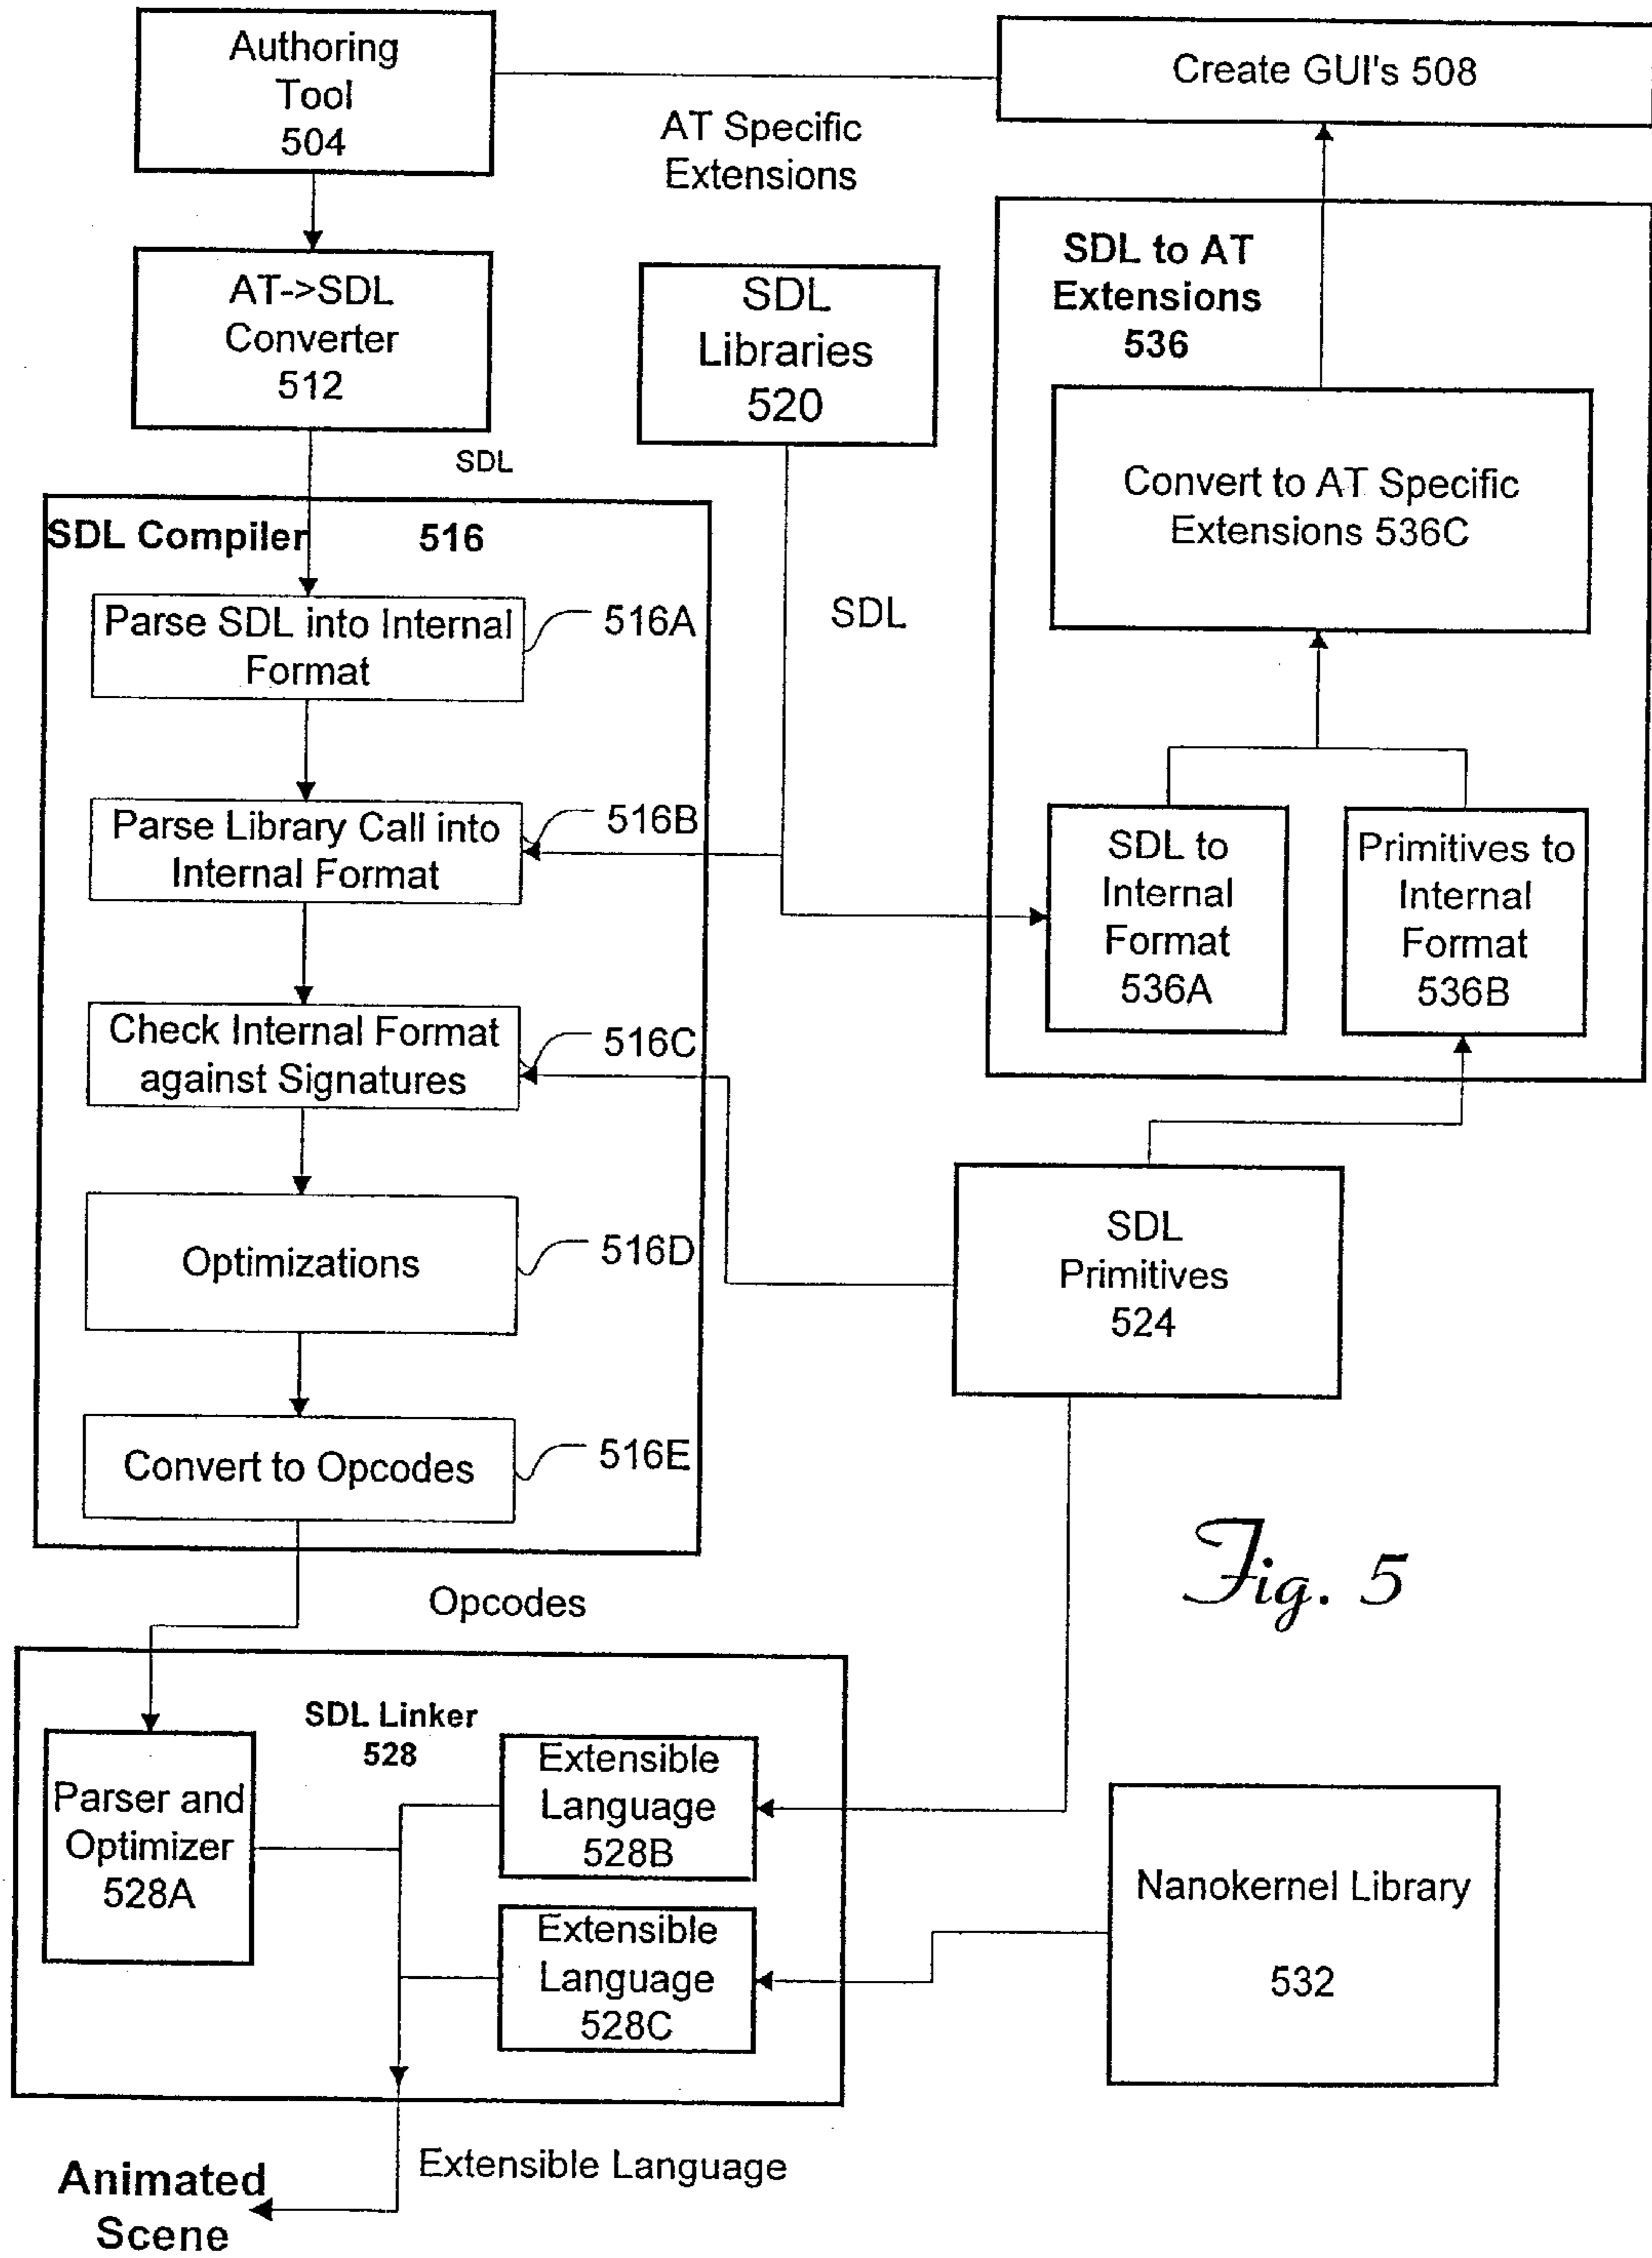 Authoring
Tool
504
Create GUI's 508
AT Specific
Extensions
AT->SDL
Converter
512
SDL
Libraries
520
SDL to AT
Extensions
536
Convert to AT Specific
Extensions 536C
SDL
SDL Compiler 516
Parse SDL into Internal
Format
516A
SDL
Parse Library Call into
Internal Format
516B
SDL to
Internal
Format
536A
Primitives to
Internal
Format
536B
Check Internal Format
against Signatures
516C
Optimizations
516D
SDL
Primitives
524
Convert to Opcodes
516E
Fig. 5
Opcodes
SDL Linker
528
Parser and
Optimizer
528A
Extensible
Language
528B
Extensible
Language
528C
Nanokernel Library
532
Extensible Language
Animated
Scene